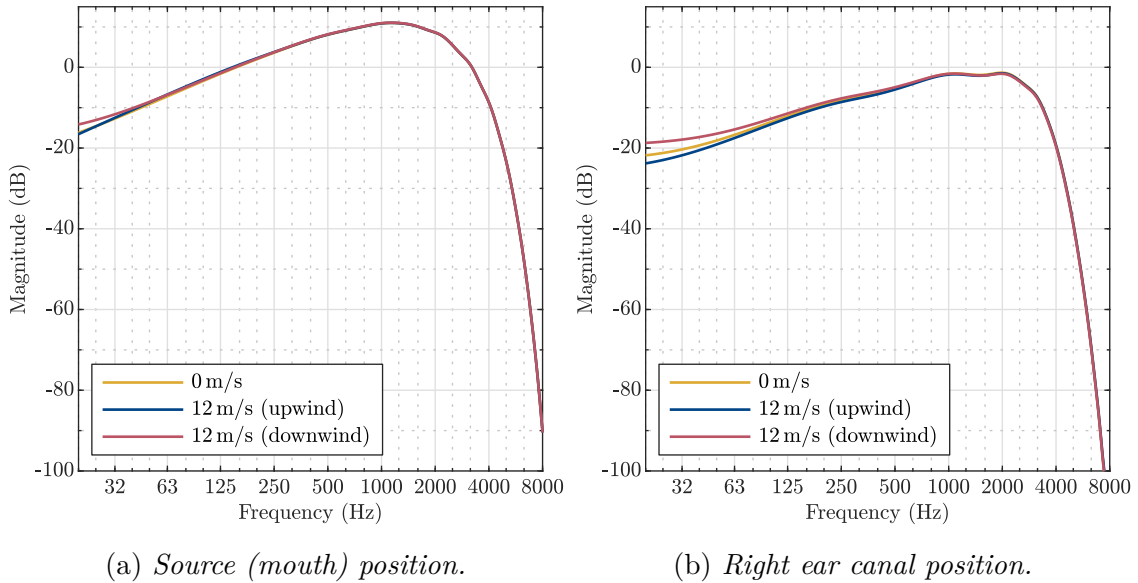 0
-20
-40
-60
-80
-100
Magnitude (dB)
0 m/s
12 m/s (upwind)
12 m/s (downwind)
32 63 125 250 500 1000 2000 4000 8000
Frequency (Hz)
(a) Source (mouth) position.
0
-20
-40
-60
-80
-100
Magnitude (dB)
0 m/s
12 m/s (upwind)
12 m/s (downwind)
32 63 125 250 500 1000 2000 4000 8000
Frequency (Hz)
(b) Right ear canal position.